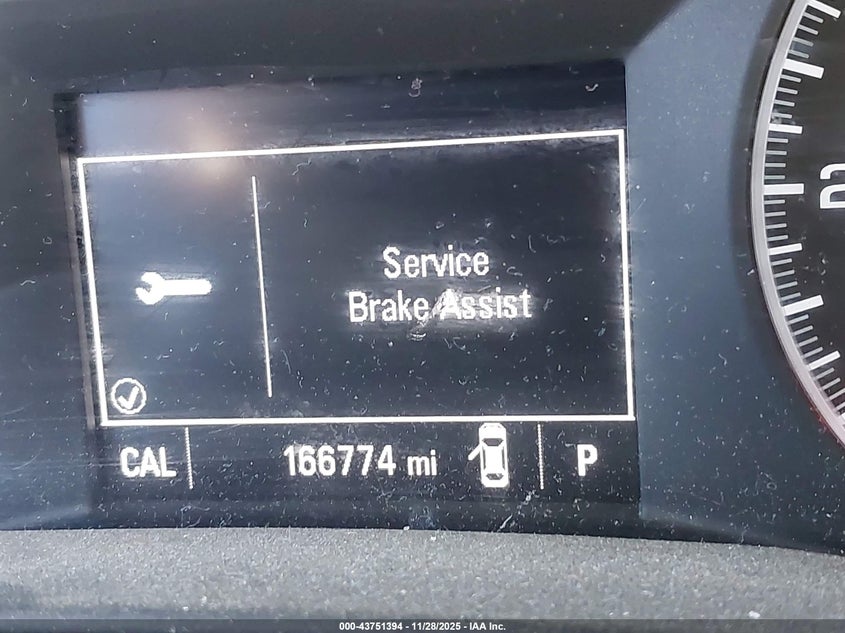 Service
Brake Assist
CAL 166774 mi P
000-43751394 - 11/28/2025 - IAA Inc.